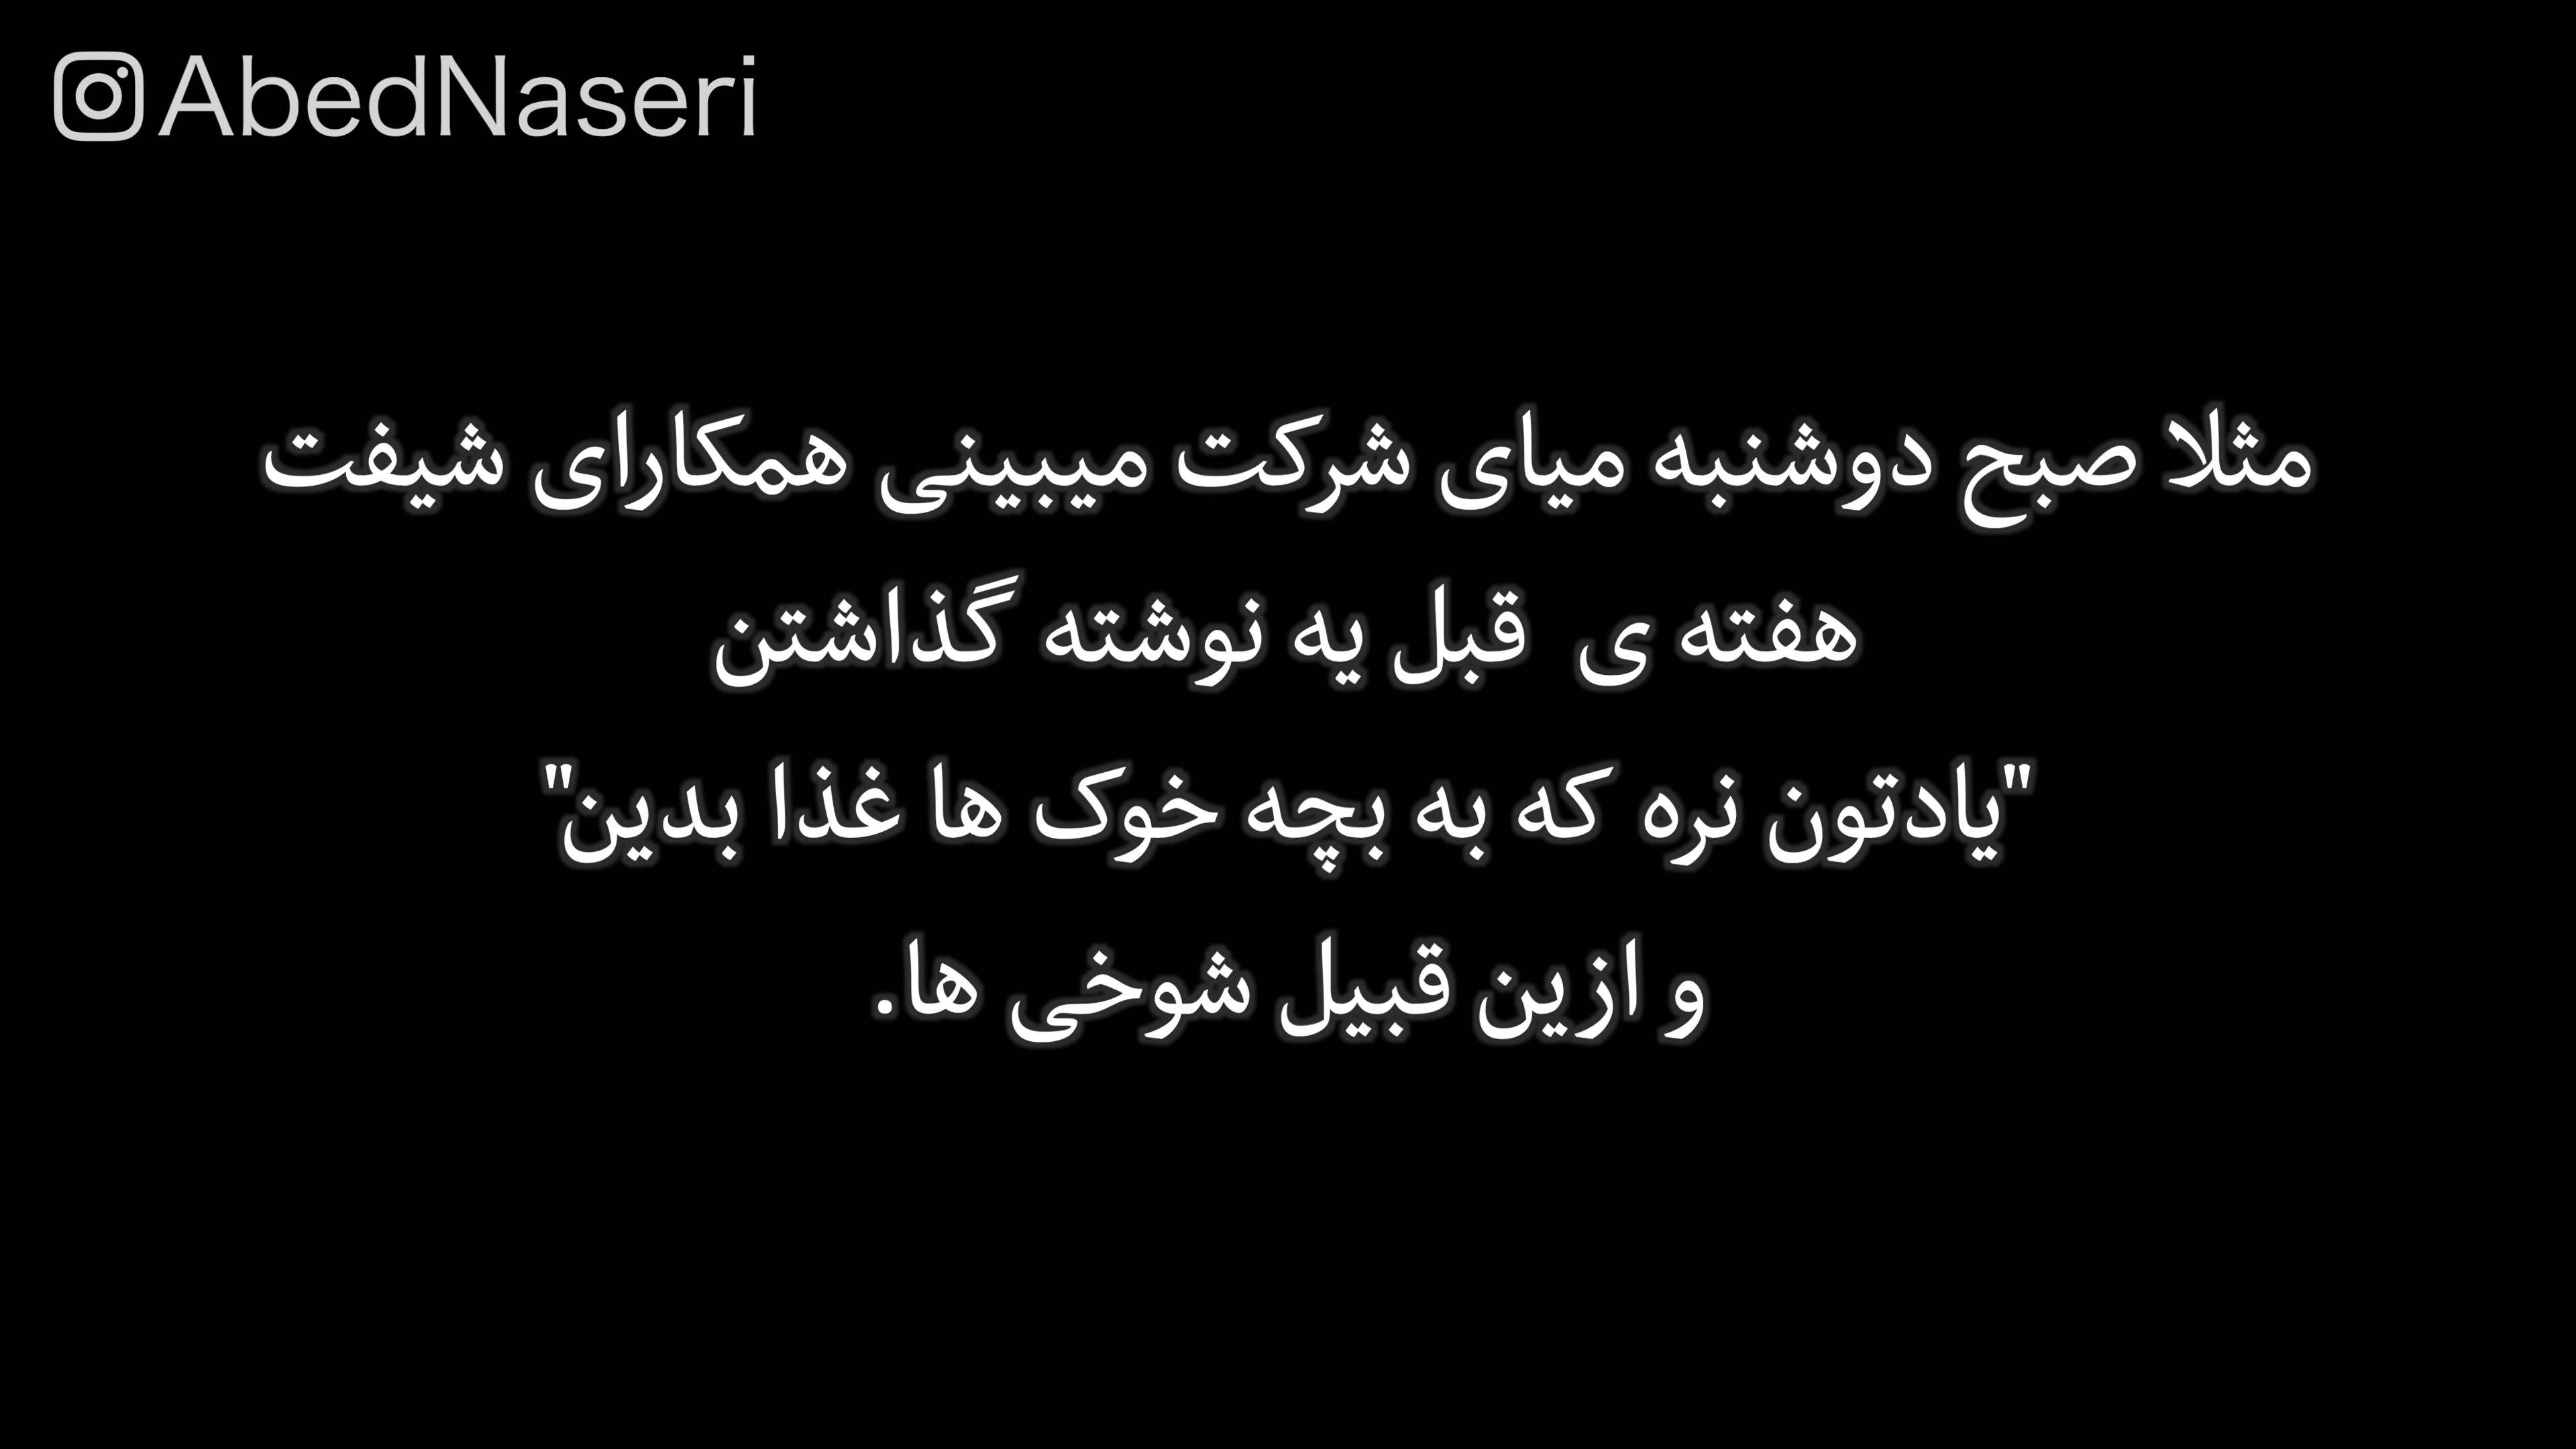 AbedNaseri
مثلا صبح دوشنبه میای شرکت میبینی همکارای شیفت
هفته ی قبل یه نوشته گذاشتن
"یادتون نره که به بچه خوک ها غذا بدین"
و ازین قبیل شوخی ها.